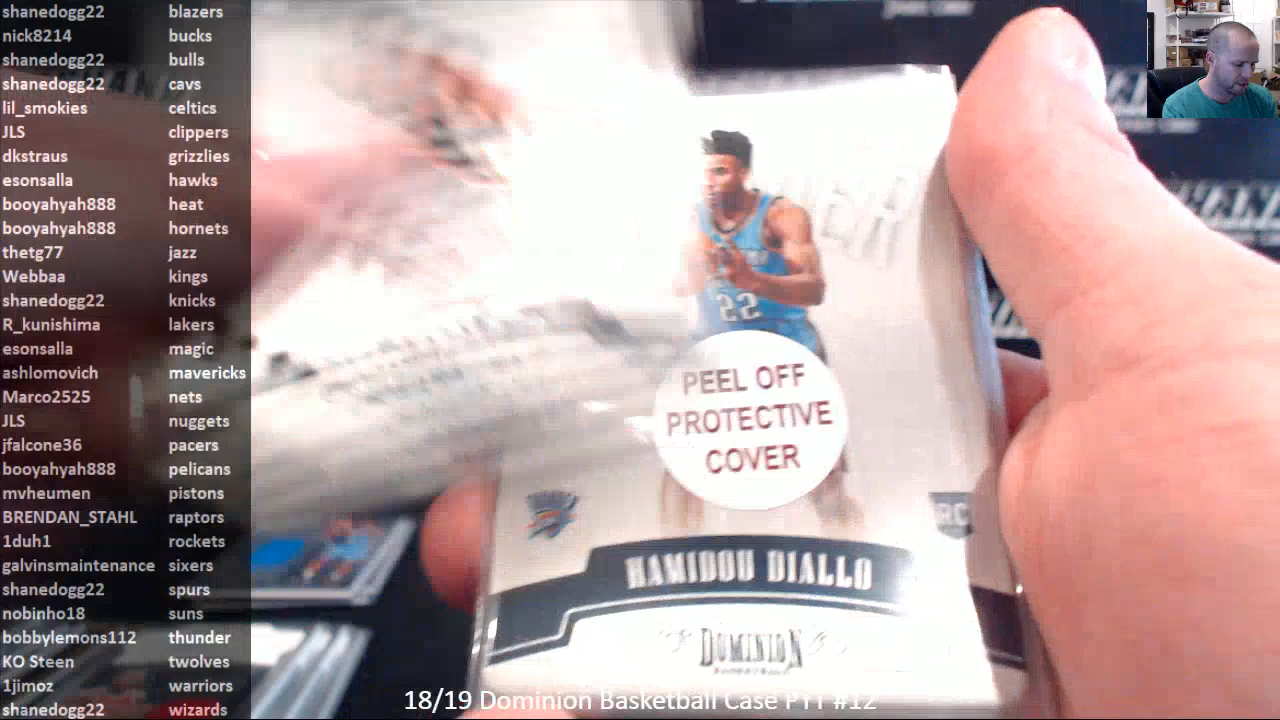 shanedogg22 blazers
nick8214 bucks
shanedogg22 bulls
shanedogg22 cavs
lil_smokies celtics
JLS clippers
dkstraus grizzlies
esonsalla hawks
booyahyah888 heat
booyahyah888 hornets
thetg77 jazz
Webbaa kings
shanedogg22 knicks
R_kunishima lakers
esonsalla magic
ashlomovich mavericks
Marco2525 nets
JLS nuggets
jfalcone36 pacers
booyahyah888 pelicans
mvheumen pistons
BRENDAN_STAHL raptors
1duh1 rockets
galvinsmaintenance sixers
shanedogg22 spurs
nobinho18 suns
bobbylemons112 thunder
KO Steen twolves
1jimoz warriors
shanedogg22 wizards
22
PEEL OFF
PROTECTIVE
COVER
RC
HAMIDOU DIALLO
DOMINION
BASKETBALL
18/19 Dominion Basketball Case PYT #12